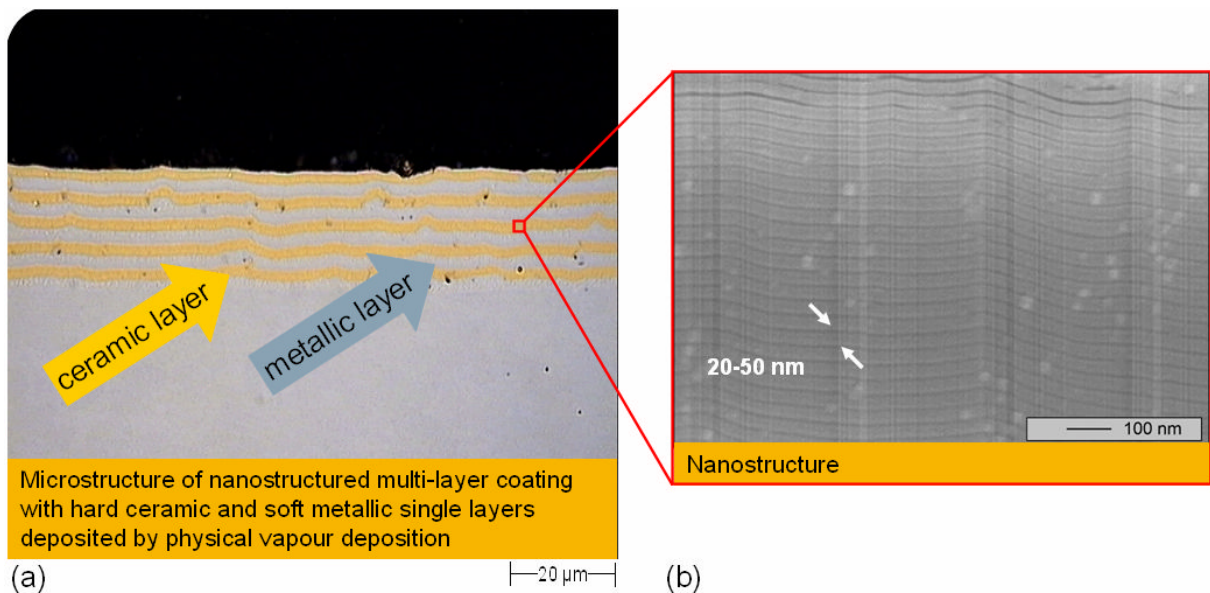 ceramic layer
metallic layer
Microstructure of nanostructured multi-layer coating
with hard ceramic and soft metallic single layers
deposited by physical vapour deposition
(a)
20 µm
20-50 nm
100 nm
Nanostructure
(b)